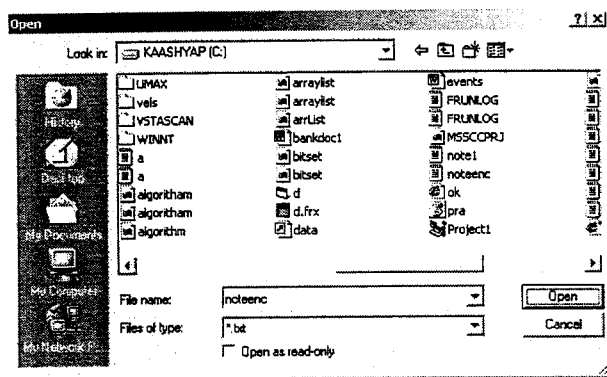 Open
Look in: KAASHYAP (C:)
History
Desktop
My Documents
My Computer
My Network P...
UMAX
vels
VSTASCAN
WINNT
a
a
algoritham
algoritham
algorithm
arraylist
arraylist
arrList
bankdoc1
bitset
bitset
d
d.frx
data
events
FRUNLOG
FRUNLOG
MSSCCPRJ
note1
noteenc
ok
pra
Project1
File name: noteenc
Open
Files of type: *.txt
Cancel
Open as read-only